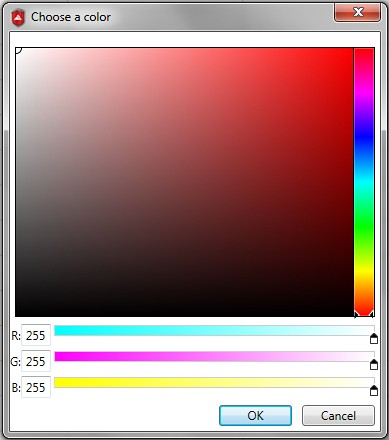 Choose a color
R: 255
G: 255
B: 255
OK Cancel